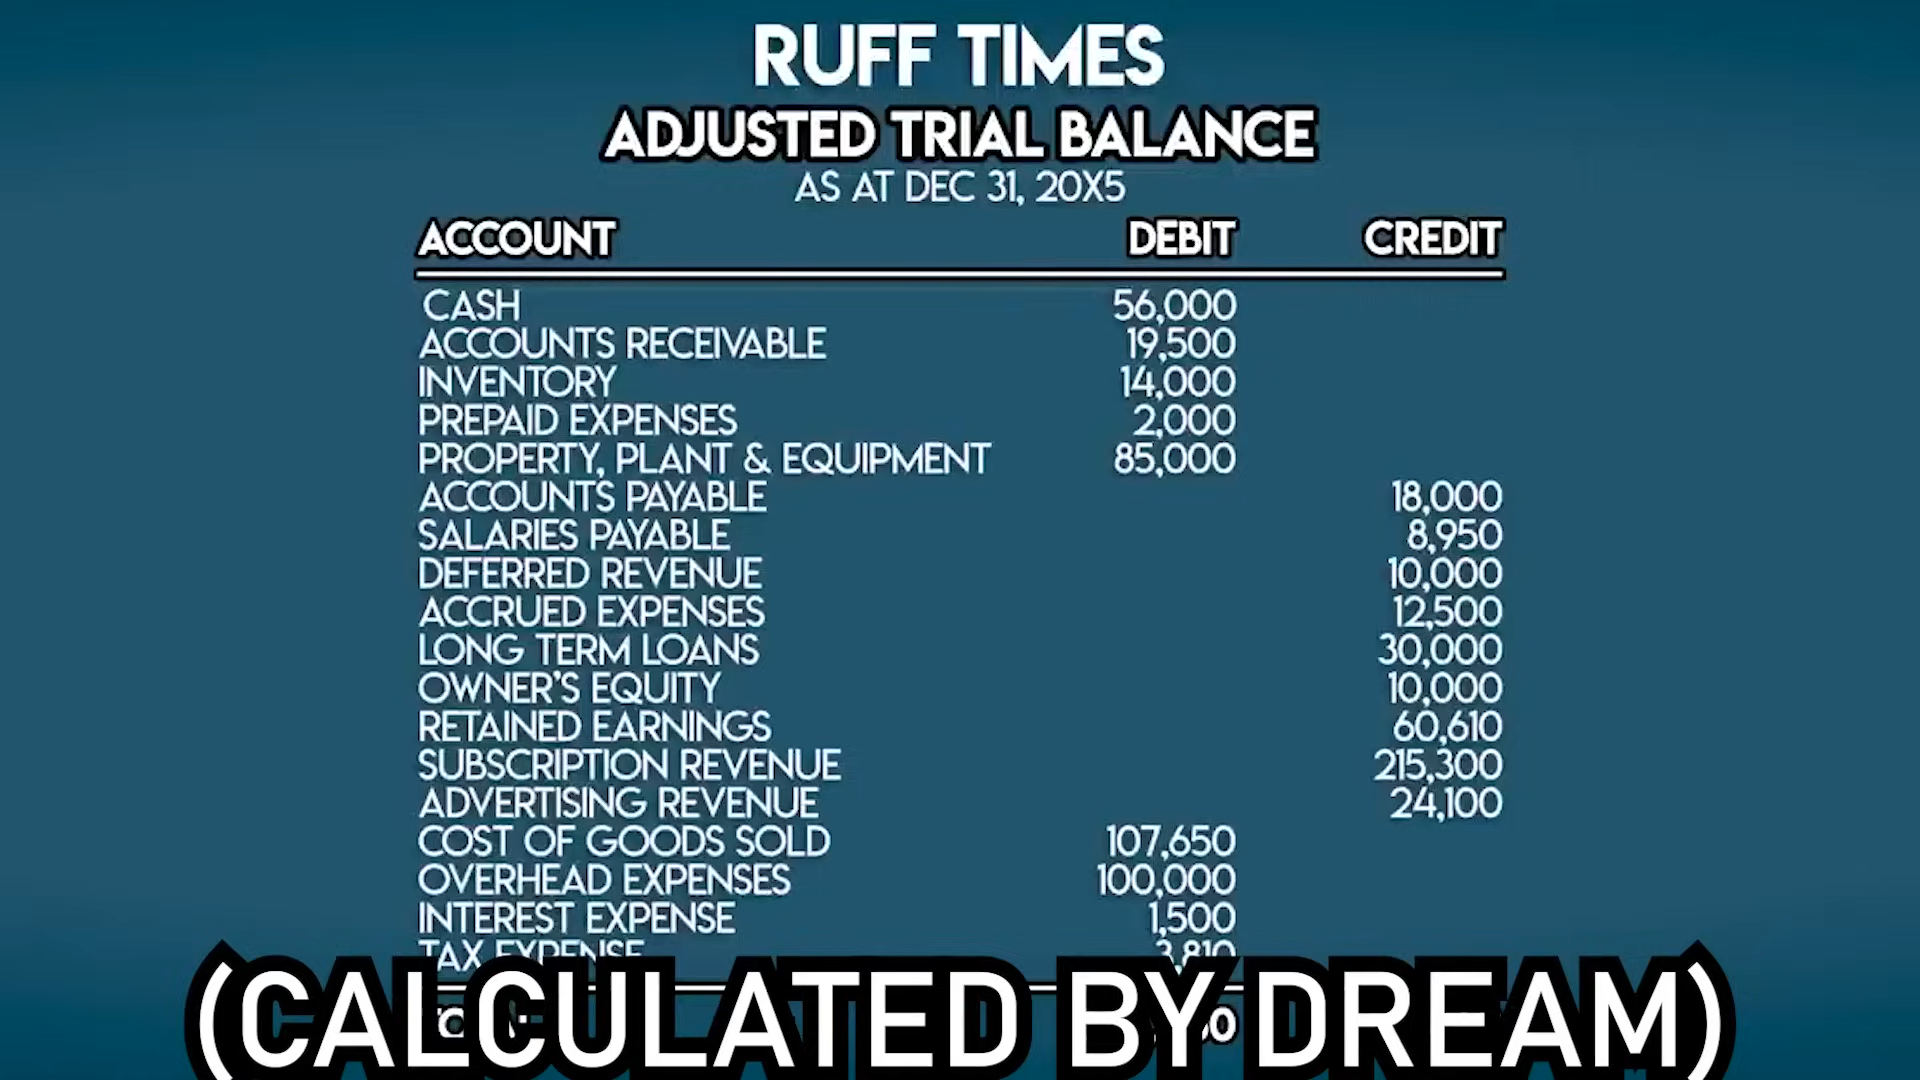 RUFF TIMES
ADJUSTED TRIAL BALANCE
AS AT DEC 31, 20X5
ACCOUNT DEBIT CREDIT
CASH 56,000
ACCOUNTS RECEIVABLE 19,500
INVENTORY 14,000
PREPAID EXPENSES 2,000
PROPERTY, PLANT & EQUIPMENT 85,000
ACCOUNTS PAYABLE 18,000
SALARIES PAYABLE 8,950
DEFERRED REVENUE 10,000
ACCRUED EXPENSES 12,500
LONG TERM LOANS 30,000
OWNER'S EQUITY 10,000
RETAINED EARNINGS 60,610
SUBSCRIPTION REVENUE 215,300
ADVERTISING REVENUE 24,100
COST OF GOODS SOLD 107,650
OVERHEAD EXPENSES 100,000
INTEREST EXPENSE 1,500
TAX EXPENSE 3,810
(CALCULATED BY DREAM)